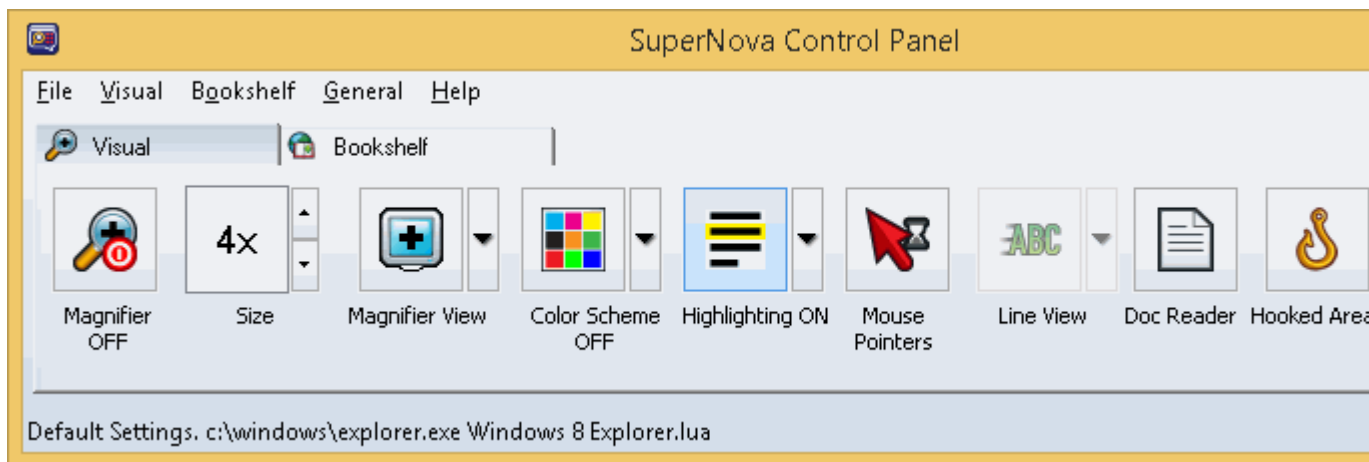 SuperNova Control Panel
File Visual Bookshelf General Help
Visual Bookshelf
4x
ABC
Magnifier OFF
Size
Magnifier View
Color Scheme OFF
Highlighting ON
Mouse Pointers
Line View
Doc Reader
Hooked Area
Default Settings. c:\windows\explorer.exe Windows 8 Explorer.lua